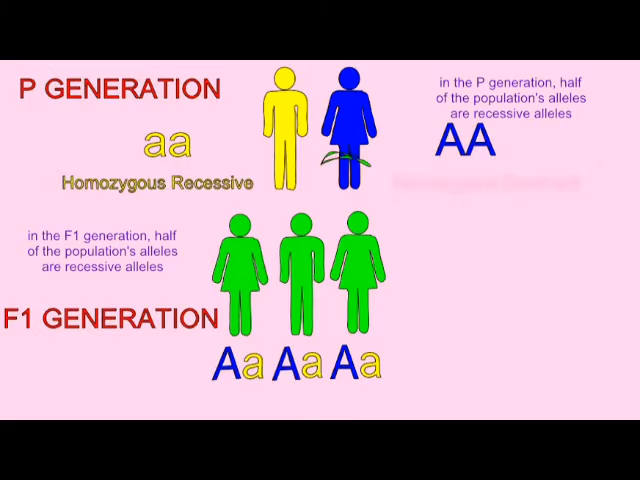 P GENERATION
in the P generation, half
of the population's alleles
are recessive alleles
aa
AA
Homozygous Recessive
in the F1 generation, half
of the population's alleles
are recessive alleles
F1 GENERATION
Aa Aa Aa